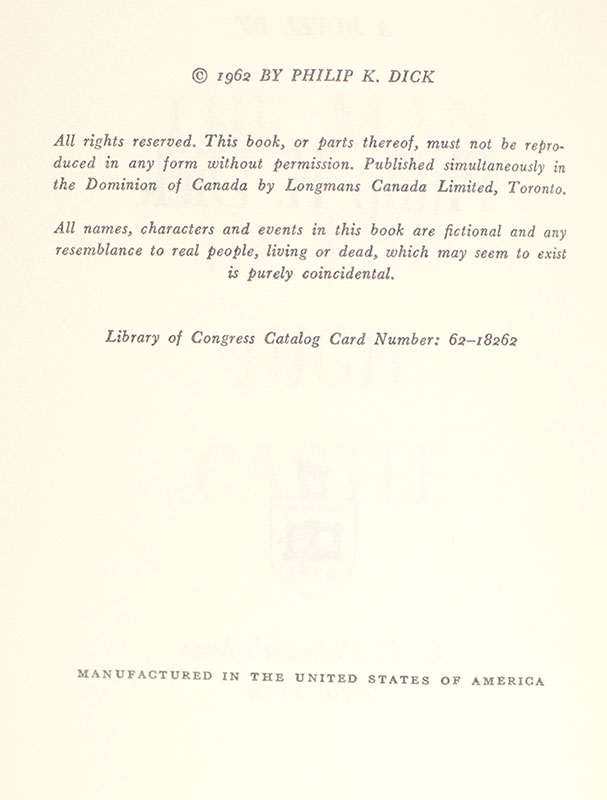 © 1962 BY PHILIP K. DICK
All rights reserved. This book, or parts thereof, must not be repro-
duced in any form without permission. Published simultaneously in
the Dominion of Canada by Longmans Canada Limited, Toronto.
All names, characters and events in this book are fictional and any
resemblance to real people, living or dead, which may seem to exist
is purely coincidental.
Library of Congress Catalog Card Number: 62–18262
MANUFACTURED IN THE UNITED STATES OF AMERICA